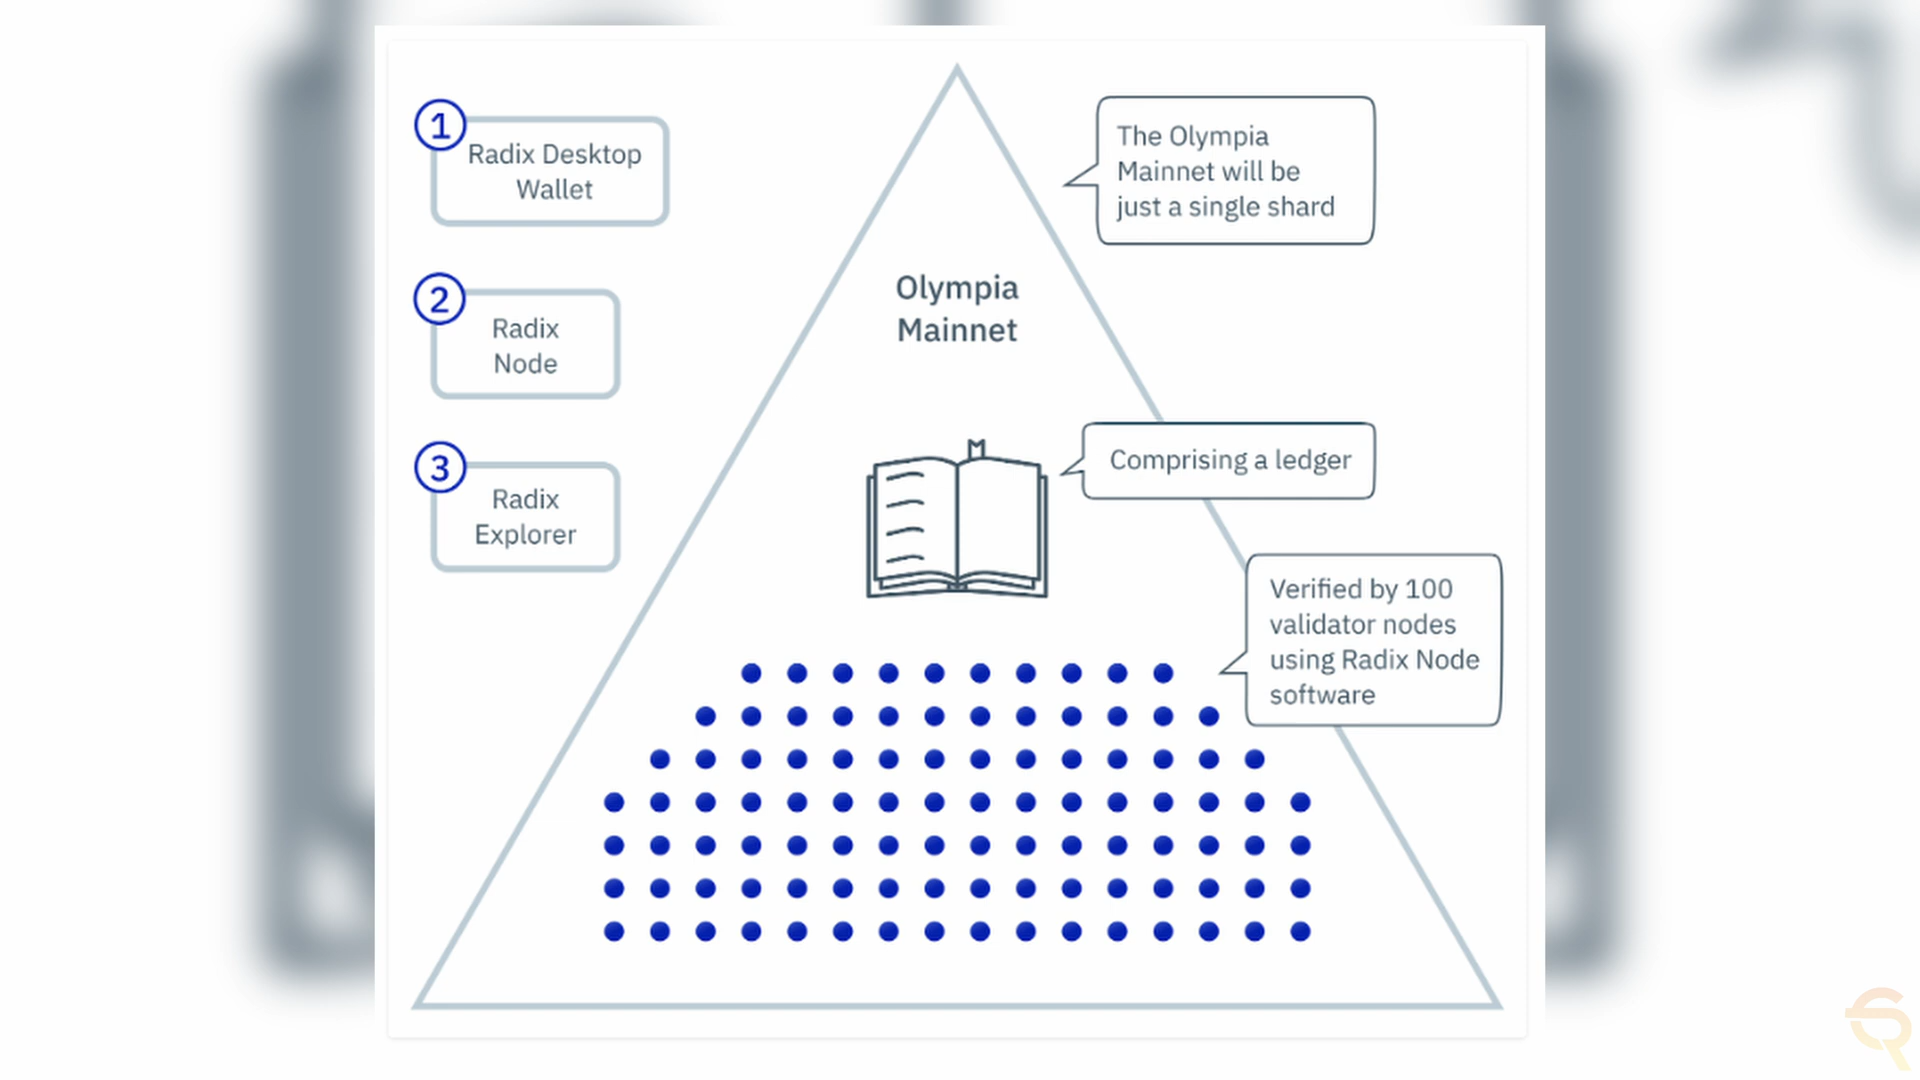 1
Radix Desktop
Wallet
2
Radix
Node
3
Radix
Explorer
Olympia
Mainnet
The Olympia
Mainnet will be
just a single shard
Comprising a ledger
Verified by 100
validator nodes
using Radix Node
software